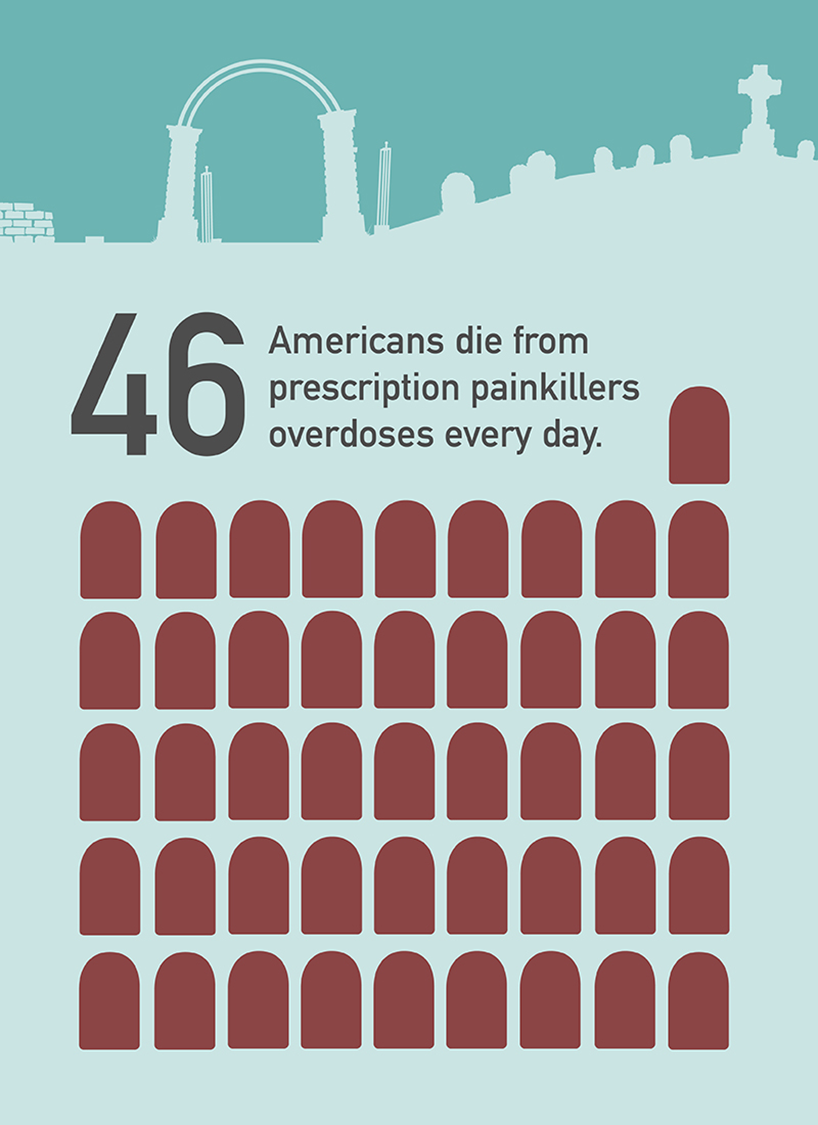 46
Americans die from
prescription painkillers
overdoses every day.